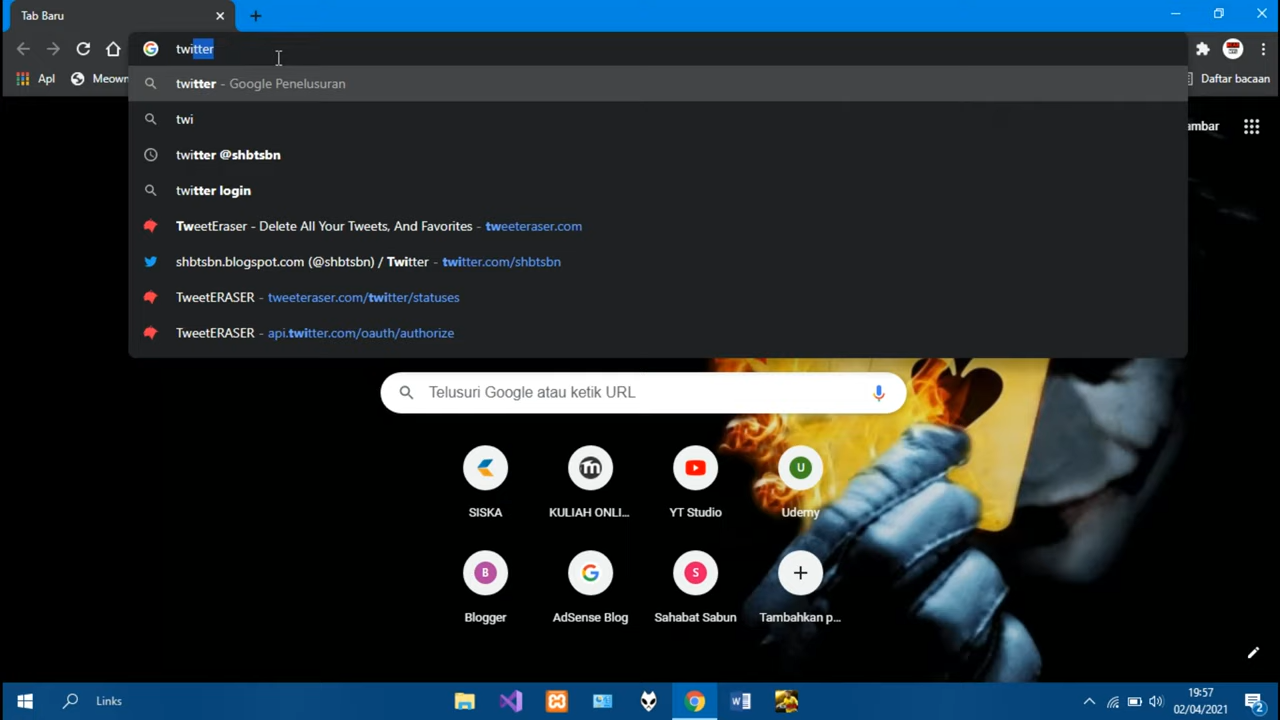 Tab Baru
twitter
Apl
Meown
Daftar bacaan
twitter - Google Penelusuran
twi
twitter @shbtsbn
twitter login
TweetEraser - Delete All Your Tweets, And Favorites - tweeteraser.com
shbtsbn.blogspot.com (@shbtsbn) / Twitter - twitter.com/shbtsbn
TweetERASER - tweeteraser.com/twitter/statuses
TweetERASER - api.twitter.com/oauth/authorize
ambar
Telusuri Google atau ketik URL
m
U
SISKA
KULIAH ONLI...
YT Studio
Udemy
B
S
Blogger
AdSense Blog
Sahabat Sabun
Tambahkan p...
Links
W
19:57
02/04/2021
2